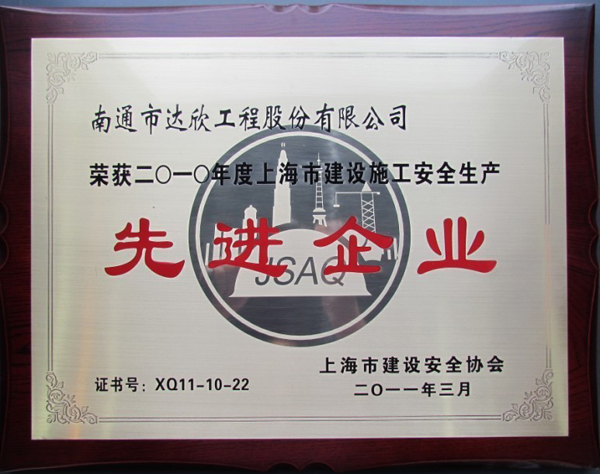 南通市达欣工程股份有限公司
荣获二〇一〇年度上海市建设施工安全生产
先进企业
JSAQ
上海市建设安全协会
证书号：XQ11-10-22
二〇一一年三月